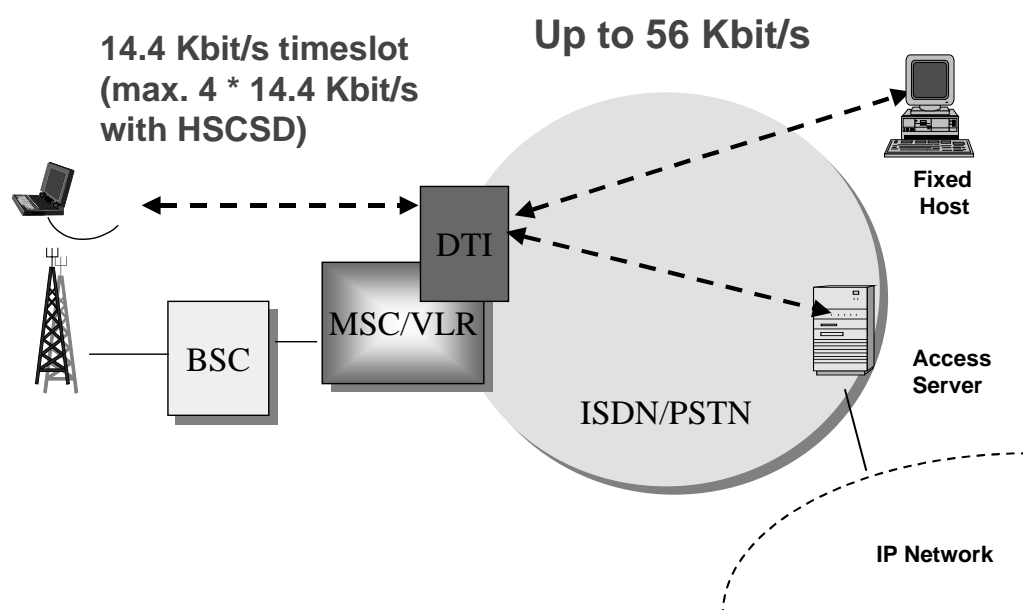 14.4 Kbit/s timeslot
(max. 4 * 14.4 Kbit/s
with HSCSD)
Up to 56 Kbit/s
Fixed
Host
DTI
MSC/VLR
BSC
Access
Server
ISDN/PSTN
IP Network